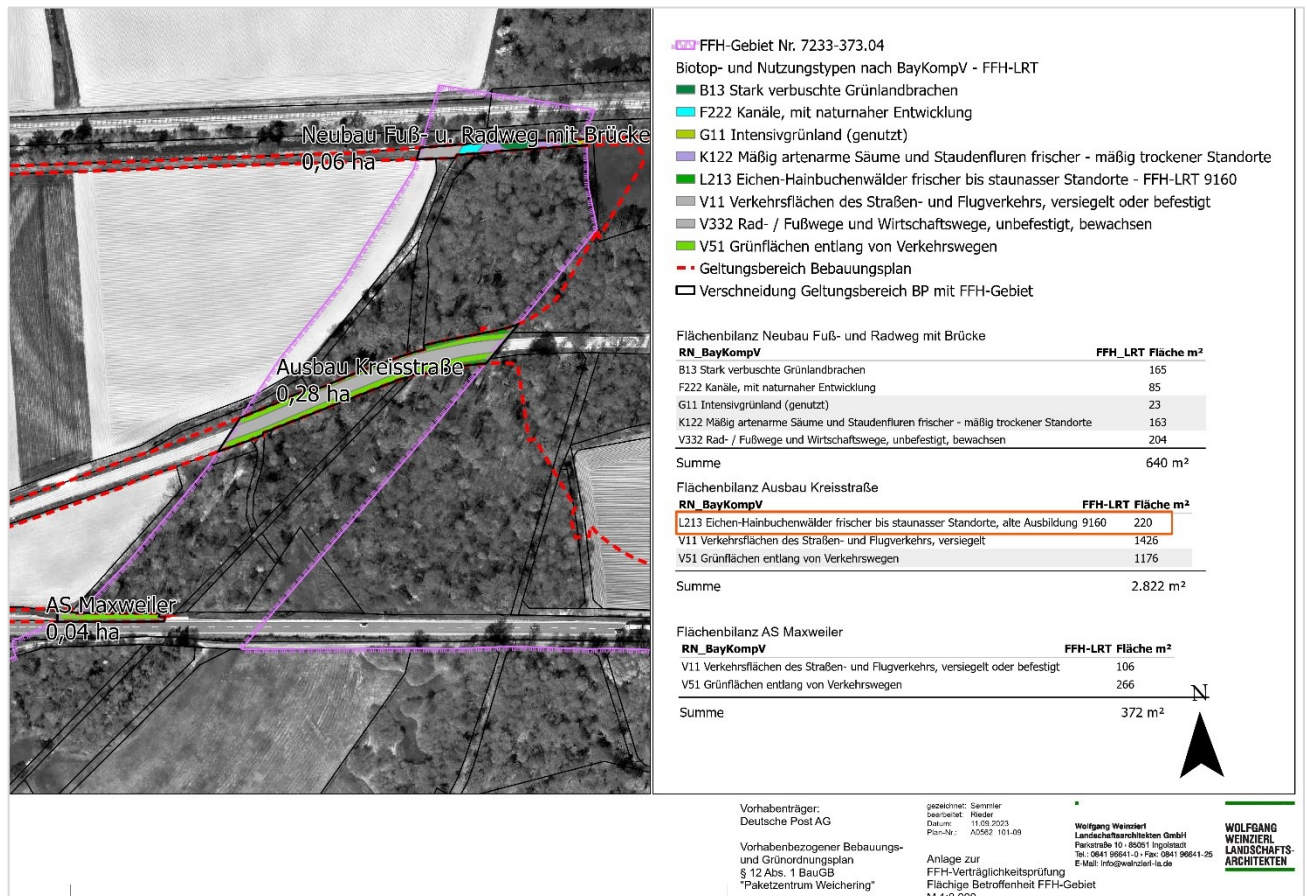 Neubau Fuß- u. Radweg mit Brücke
0,06 ha
Ausbau Kreisstraße
0,28 ha
AS Maxweiler
0,04 ha
FFH-Gebiet Nr. 7233-373.04
Biotop- und Nutzungstypen nach BayKompV - FFH-LRT
B13 Stark verbuschte Grünlandbrachen
F222 Kanäle, mit naturnaher Entwicklung
G11 Intensivgrünland (genutzt)
K122 Mäßig artenarme Säume und Staudenfluren frischer - mäßig trockener Standorte
L213 Eichen-Hainbuchenwälder frischer bis staunasser Standorte - FFH-LRT 9160
V11 Verkehrsflächen des Straßen- und Flugverkehrs, versiegelt oder befestigt
V332 Rad- / Fußwege und Wirtschaftswege, unbefestigt, bewachsen
V51 Grünflächen entlang von Verkehrswegen
Geltungsbereich Bebauungsplan
Verschneidung Geltungsbereich BP mit FFH-Gebiet
Flächenbilanz Neubau Fuß- und Radweg mit Brücke
RN_BayKompV FFH_LRT Fläche m²
B13 Stark verbuschte Grünlandbrachen 165
F222 Kanäle, mit naturnaher Entwicklung 85
G11 Intensivgrünland (genutzt) 23
K122 Mäßig artenarme Säume und Staudenfluren frischer - mäßig trockener Standorte 163
V332 Rad- / Fußwege und Wirtschaftswege, unbefestigt, bewachsen 204
Summe 640 m²
Flächenbilanz Ausbau Kreisstraße
RN_BayKompV FFH-LRT Fläche m²
L213 Eichen-Hainbuchenwälder frischer bis staunasser Standorte, alte Ausbildung 9160 220
V11 Verkehrsflächen des Straßen- und Flugverkehrs, versiegelt 1426
V51 Grünflächen entlang von Verkehrswegen 1176
Summe 2.822 m²
Flächenbilanz AS Maxweiler
RN_BayKompV FFH-LRT Fläche m²
V11 Verkehrsflächen des Straßen- und Flugverkehrs, versiegelt oder befestigt 106
V51 Grünflächen entlang von Verkehrswegen 266
Summe 372 m²
N
Vorhabenträger:
Deutsche Post AG
Vorhabenbezogener Bebauungs-
und Grünordnungsplan
§ 12 Abs. 1 BauGB
"Paketzentrum Weichering"
gezeichnet: Semmler
bearbeitet: Rieder
Datum: 11.09.2023
Plan-Nr.: A0562 101-09
Anlage zur
FFH-Verträglichkeitsprüfung
Flächige Betroffenheit FFH-Gebiet
Wolfgang Weinzierl
Landschaftsarchitekten GmbH
Parkstraße 10 - 85051 Ingolstadt
Tel.: 0841 96641-0 - Fax: 0841 96641-25
E-Mail: info@weinzierl-la.de
WOLFGANG
WEINZIERL
LANDSCHAFTS-
ARCHITEKTEN